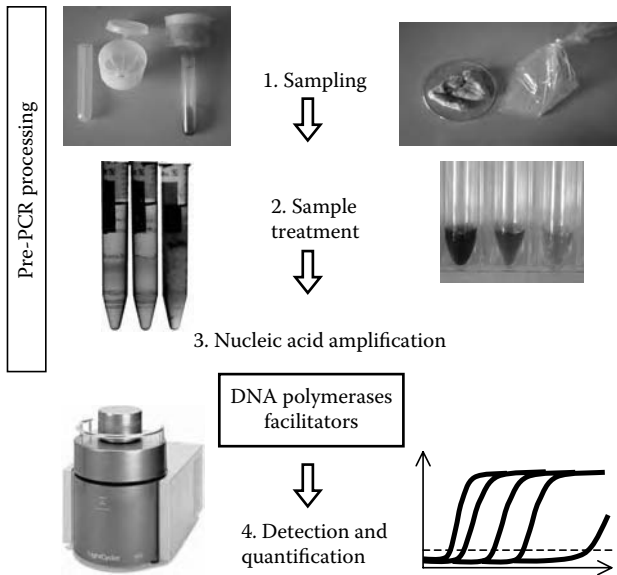 Pre-PCR processing
1. Sampling
2. Sample
treatment
3. Nucleic acid amplification
DNA polymerases
facilitators
4. Detection and
quantification
LightCycler